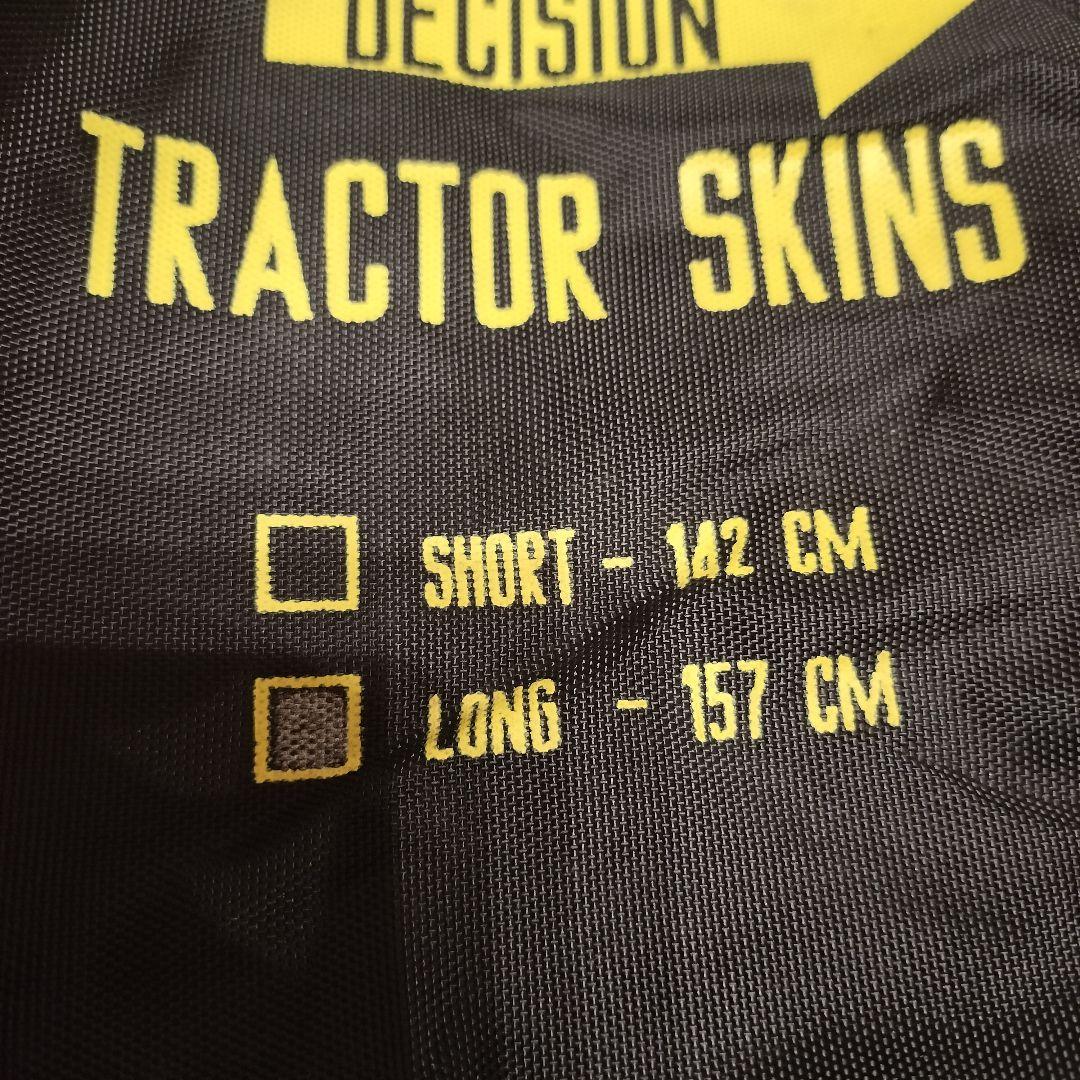 DECISION
TRACTOR SKINS
SHORT - 142 CM
LONG - 157 CM